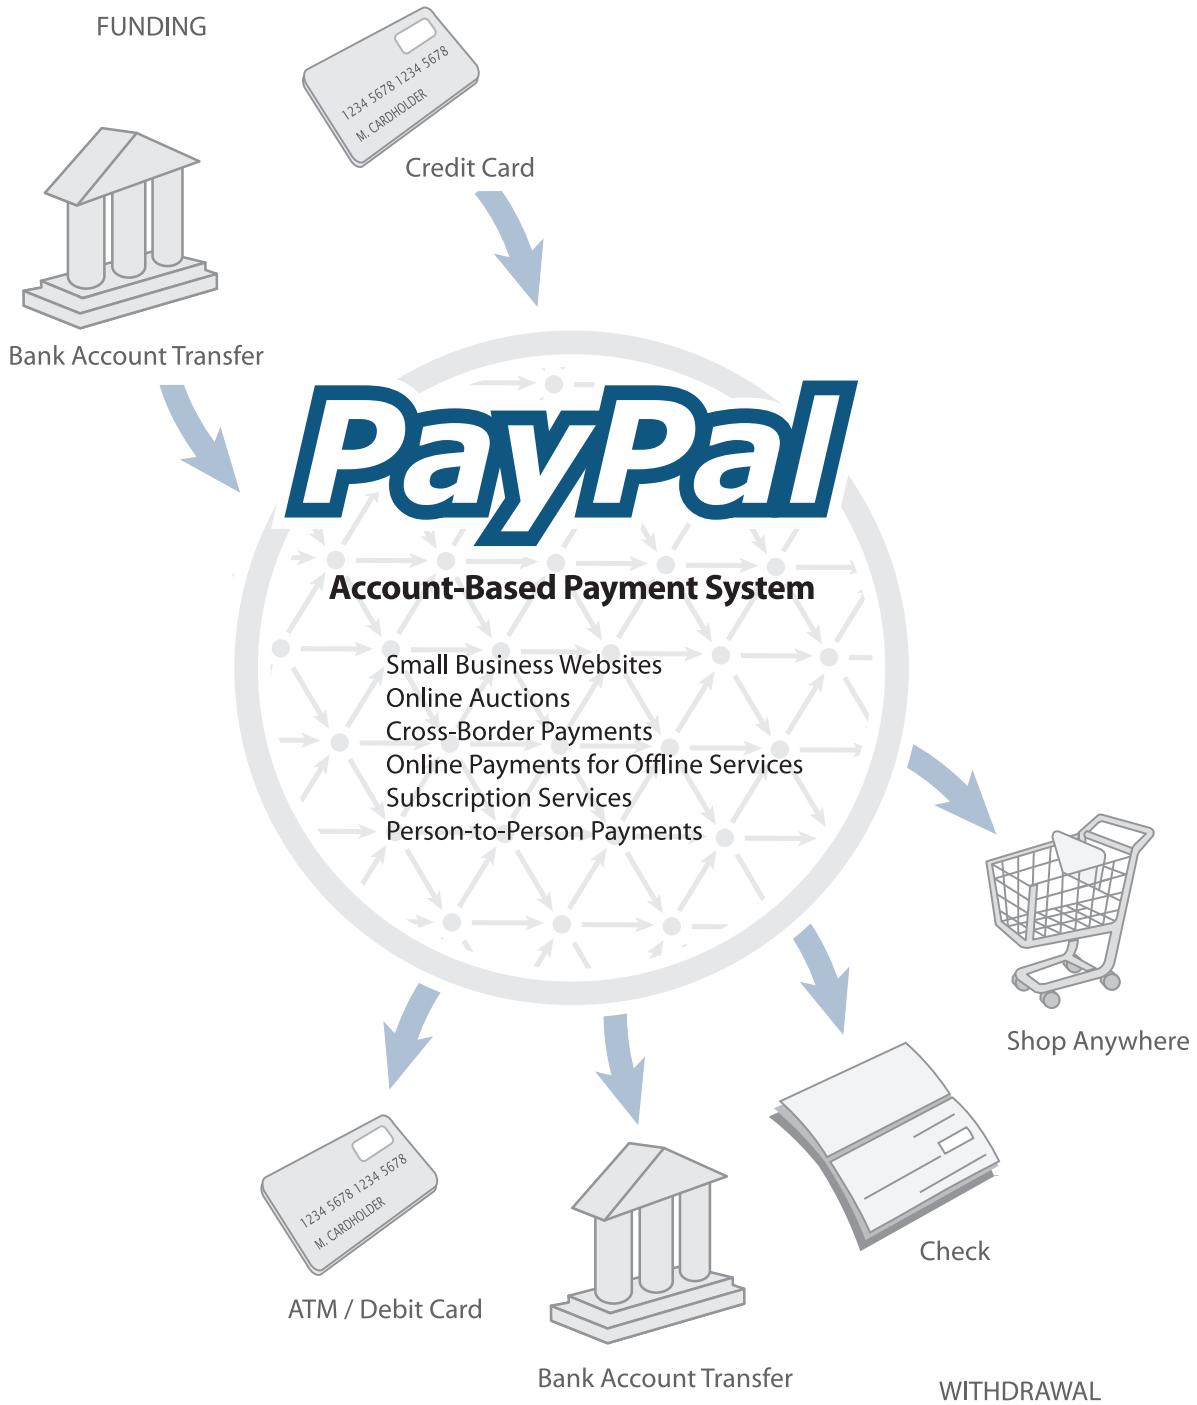 FUNDING
1234 5678 1234 5678
M. CARDHOLDER
Credit Card
Bank Account Transfer
PayPal
Account-Based Payment System
Small Business Websites
Online Auctions
Cross-Border Payments
Online Payments for Offline Services
Subscription Services
Person-to-Person Payments
Shop Anywhere
Check
1234 5678 1234 5678
M. CARDHOLDER
ATM / Debit Card
Bank Account Transfer
WITHDRAWAL